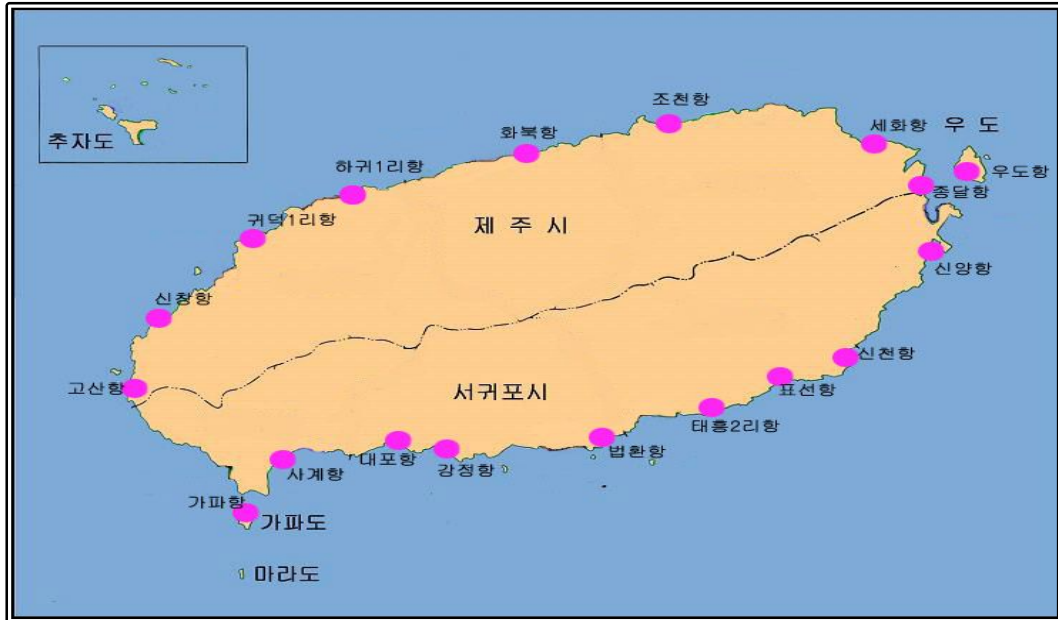 추자도
조천항
화북항
세화항
우 도
하귀1리항
우도항
종달항
귀덕1리항
제 주 시
신양항
신창항
신천항
고산항
서귀포시
표선항
태흥2리항
법환항
대포항
강정항
사계항
가파항
가파도
마라도